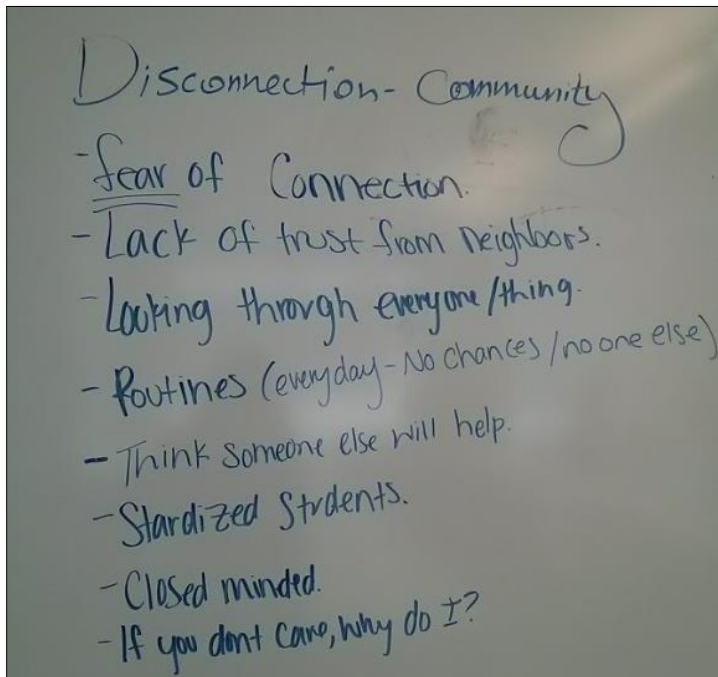 Disconnection - Community
- fear of Connection.
- Lack of trust from neighbors.
- Looking through everyone/thing.
- Routines (everyday - No chances / no one else)
- Think someone else will help.
- Stardized Students.
- Closed minded.
- If you dont care, why do I?